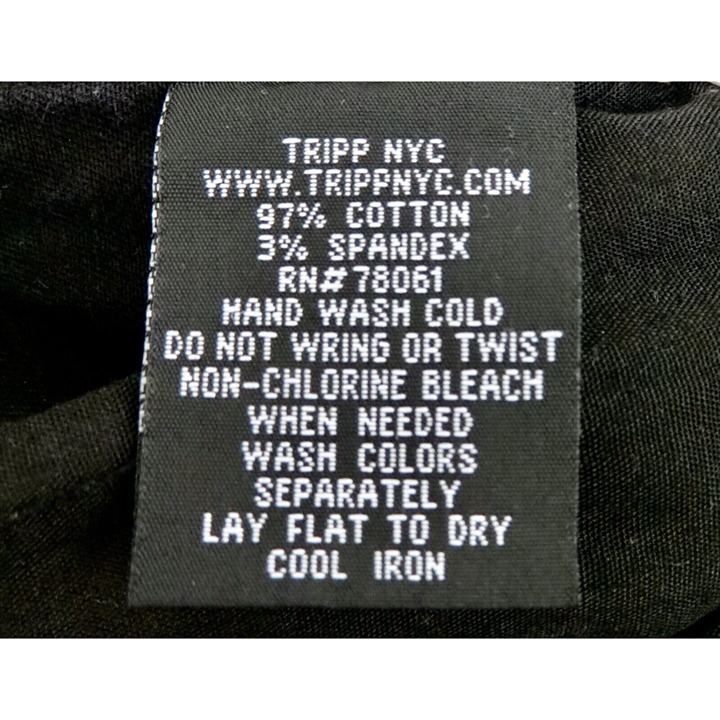 TRIPP NYC
WWW.TRIPPNYC.COM
97% COTTON
3% SPANDEX
RN#78061
HAND WASH COLD
DO NOT WRING OR TWIST
NON-CHLORINE BLEACH
WHEN NEEDED
WASH COLORS
SEPARATELY
LAY FLAT TO DRY
COOL IRON